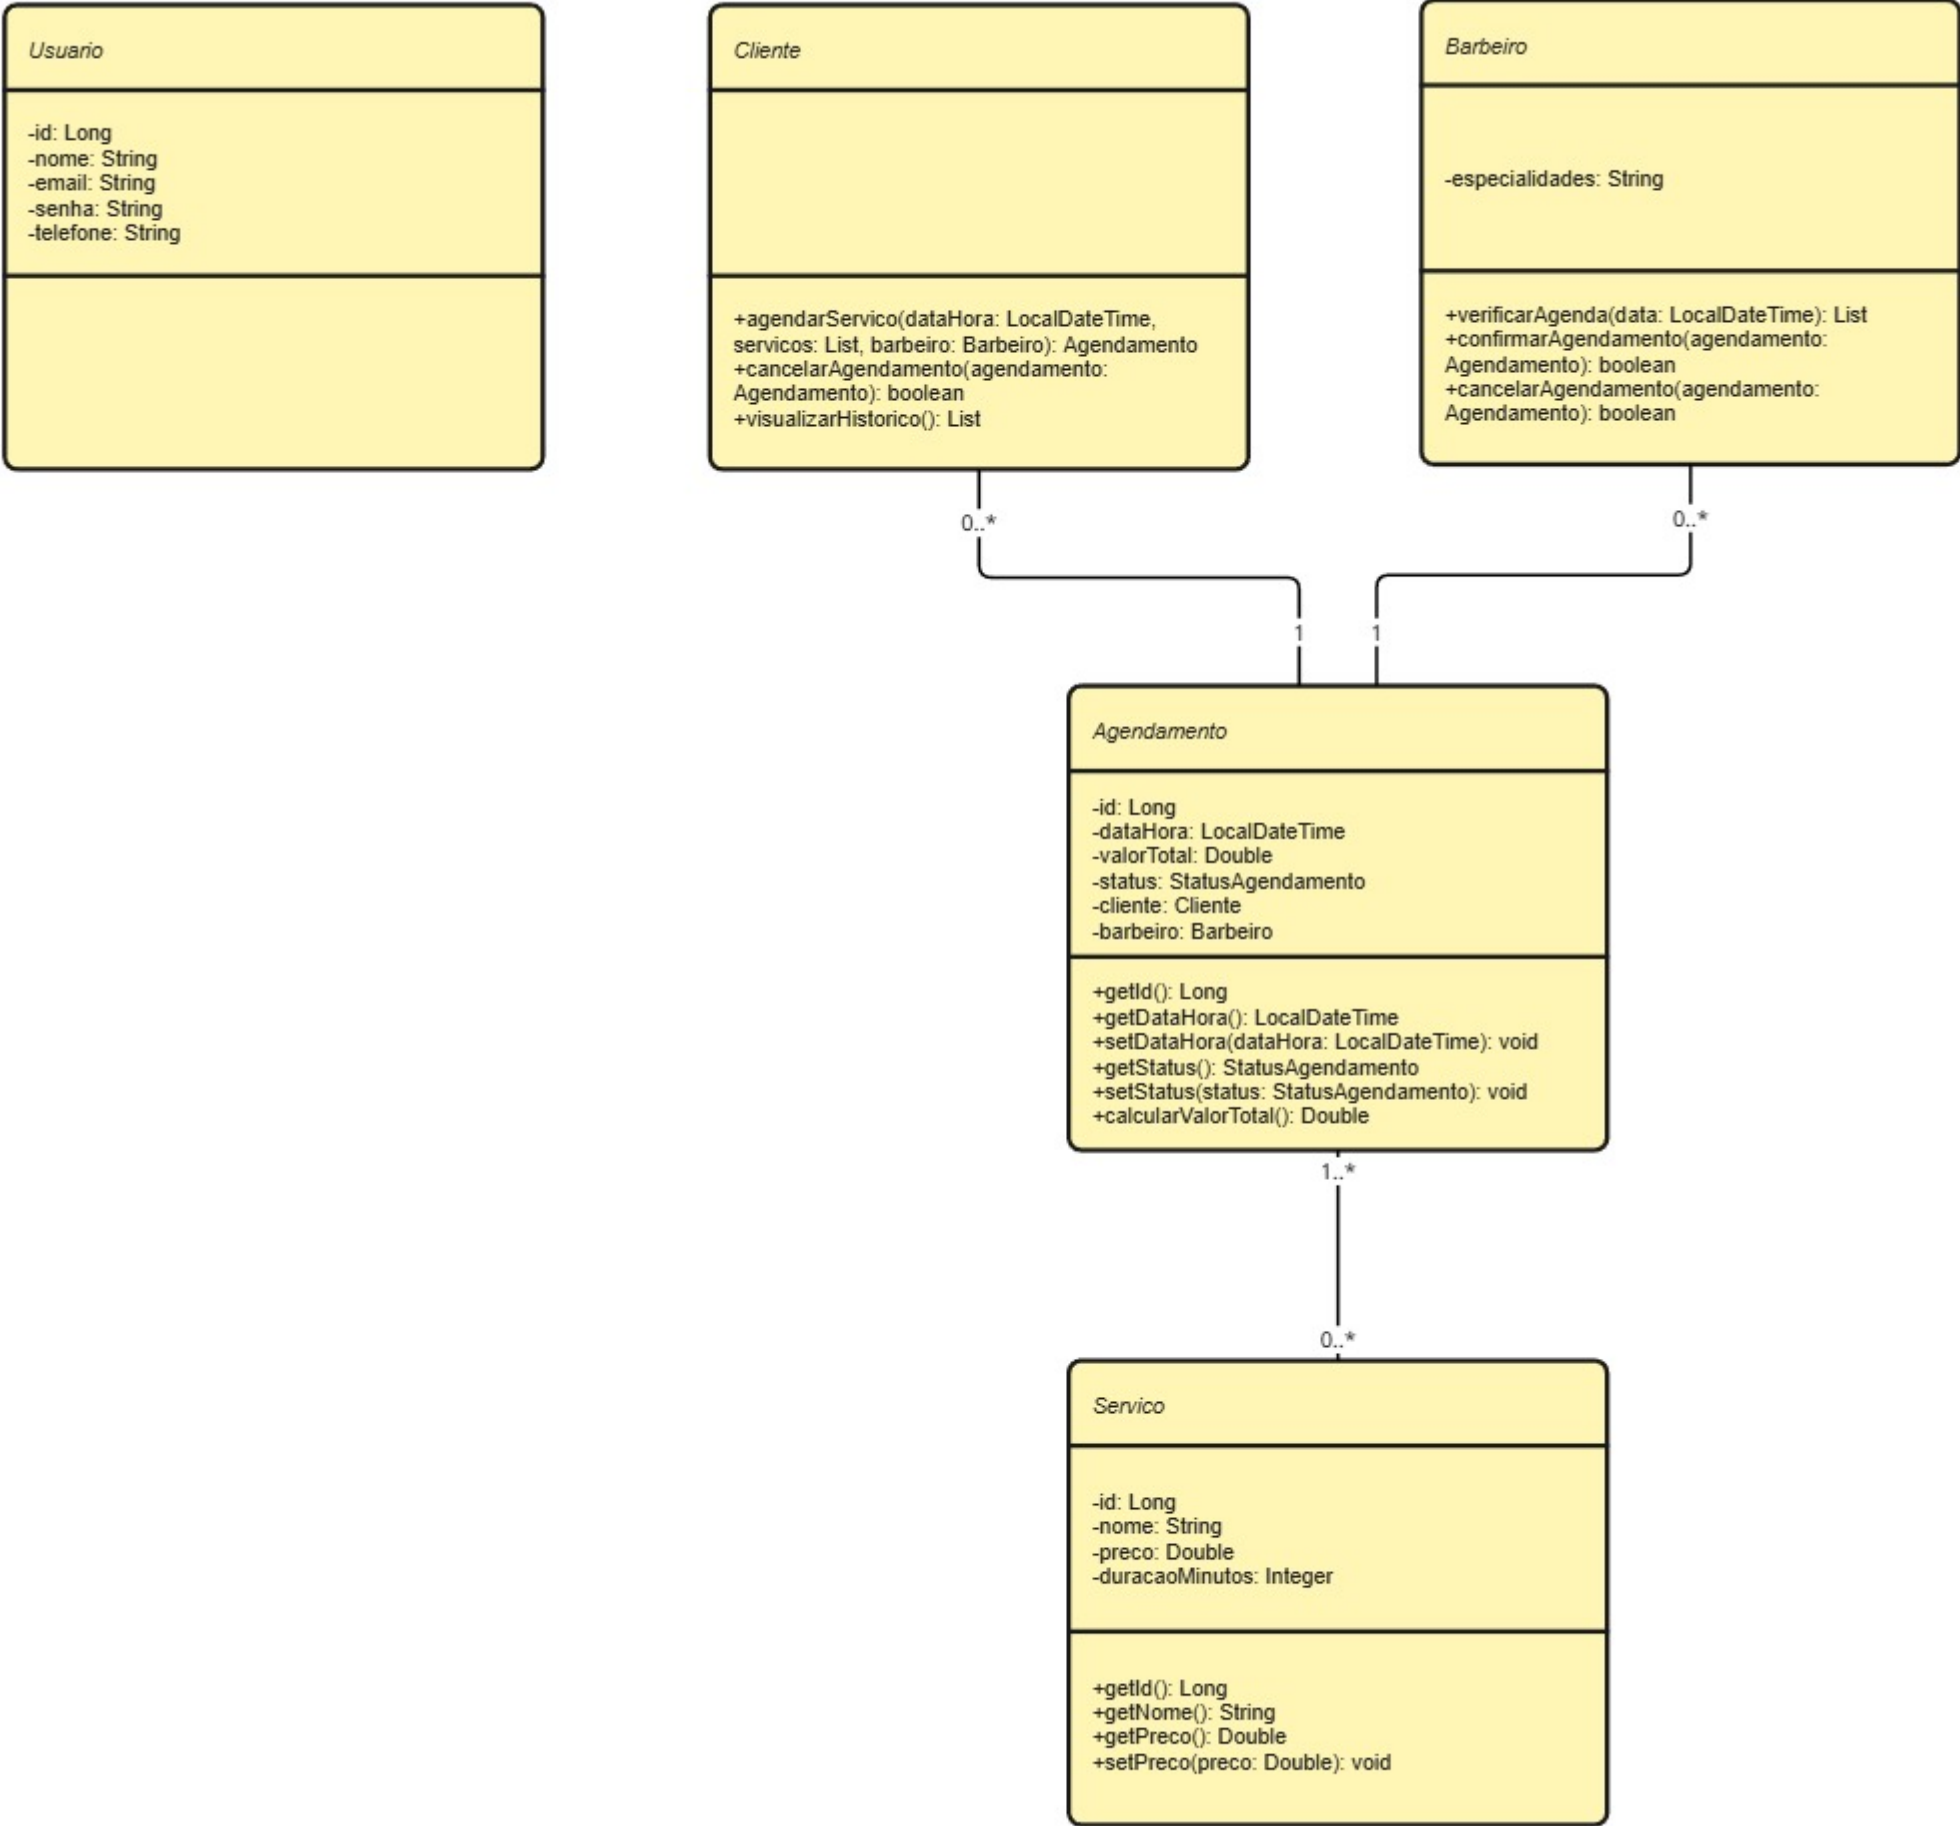 Usuario
-id: Long
-nome: String
-email: String
-senha: String
-telefone: String
Cliente
+agendarServico(dataHora: LocalDateTime,
servicos: List, barbeiro: Barbeiro): Agendamento
+cancelarAgendamento(agendamento:
Agendamento): boolean
+visualizarHistorico(): List
Barbeiro
-especialidades: String
+verificarAgenda(data: LocalDateTime): List
+confirmarAgendamento(agendamento:
Agendamento): boolean
+cancelarAgendamento(agendamento:
Agendamento): boolean
0..*
0..*
1
1
Agendamento
-id: Long
-dataHora: LocalDateTime
-valorTotal: Double
-status: StatusAgendamento
-cliente: Cliente
-barbeiro: Barbeiro
+getId(): Long
+getDataHora(): LocalDateTime
+setDataHora(dataHora: LocalDateTime): void
+getStatus(): StatusAgendamento
+setStatus(status: StatusAgendamento): void
+calcularValorTotal(): Double
1..*
0..*
Servico
-id: Long
-nome: String
-preco: Double
-duracaoMinutos: Integer
+getId(): Long
+getNome(): String
+getPreco(): Double
+setPreco(preco: Double): void